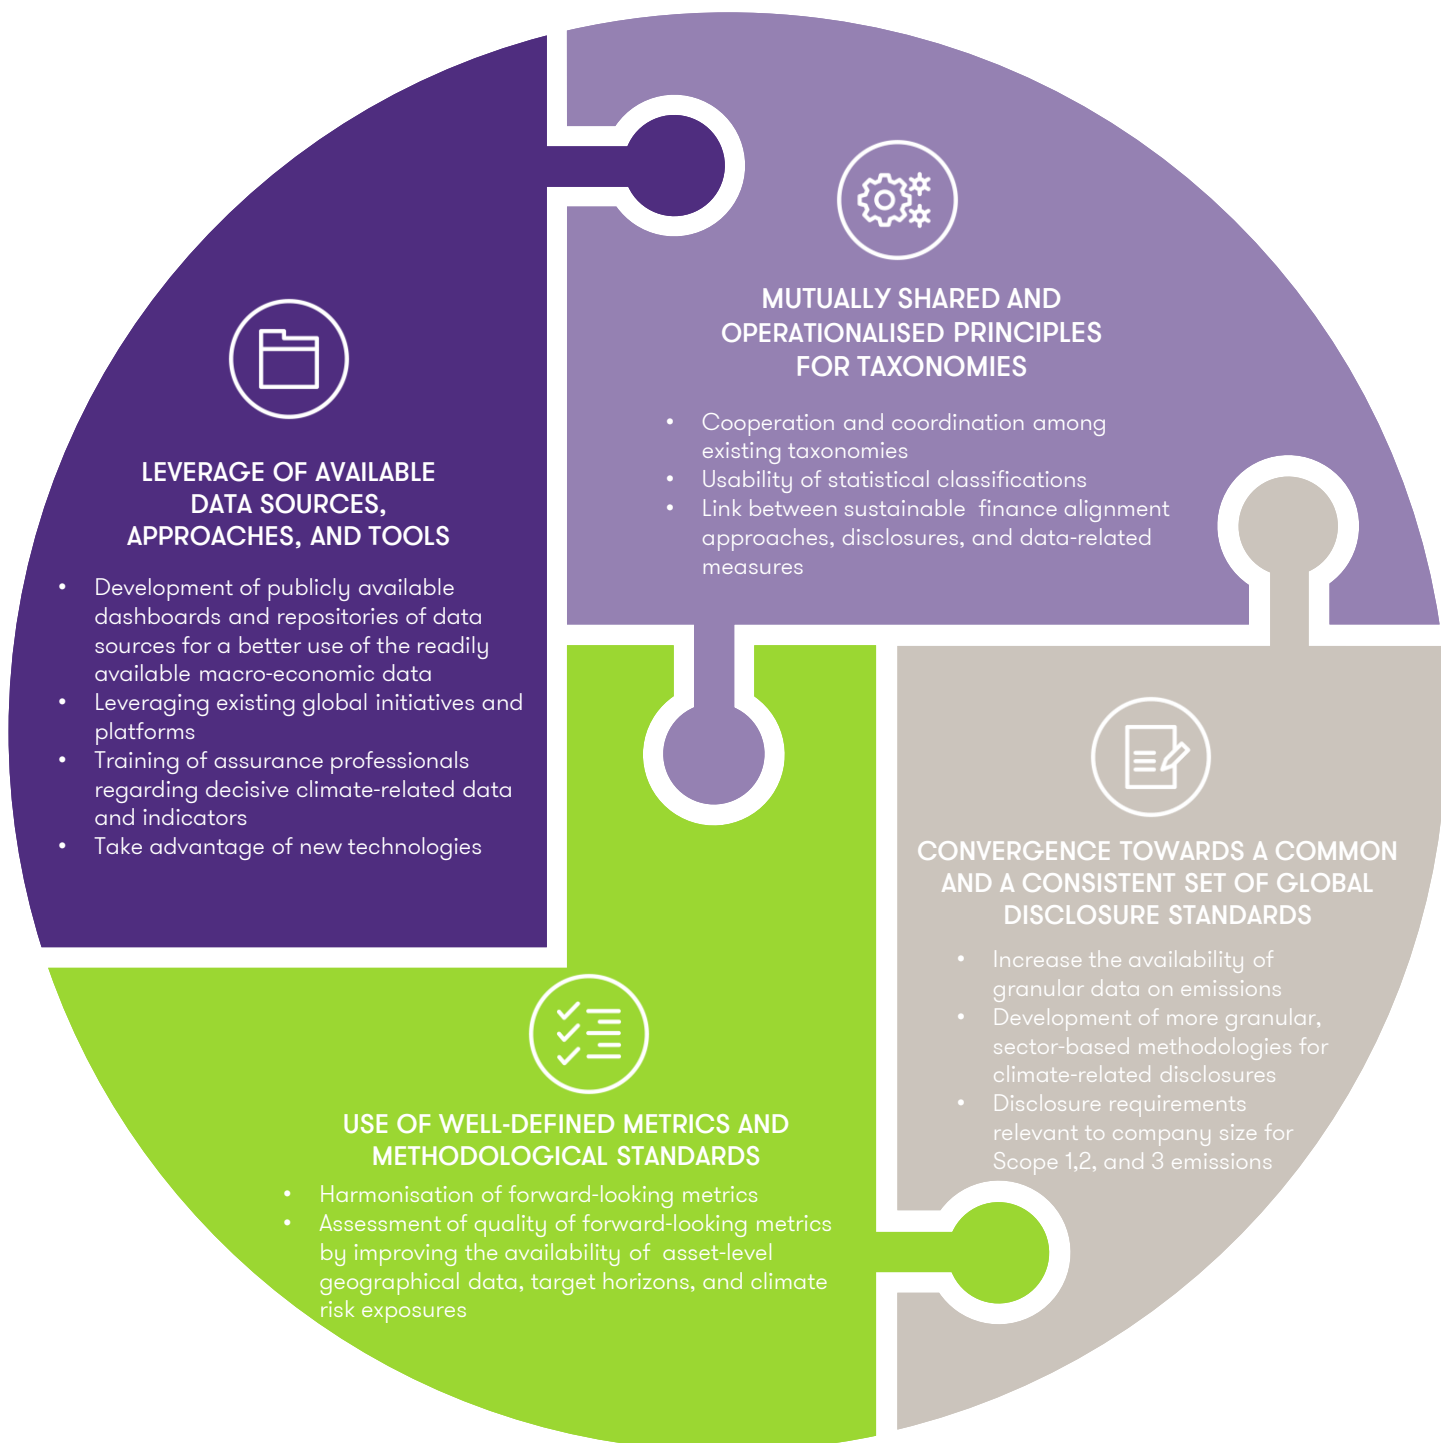 LEVERAGE OF AVAILABLE
DATA SOURCES,
APPROACHES, AND TOOLS
• Development of publicly available
dashboards and repositories of data
sources for a better use of the readily
available macro-economic data
• Leveraging existing global initiatives and
platforms
• Training of assurance professionals
regarding decisive climate-related data
and indicators
• Take advantage of new technologies
MUTUALLY SHARED AND
OPERATIONALISED PRINCIPLES
FOR TAXONOMIES
• Cooperation and coordination among
existing taxonomies
• Usability of statistical classifications
• Link between sustainable finance alignment
approaches, disclosures, and data-related
measures
CONVERGENCE TOWARDS A COMMON
AND A CONSISTENT SET OF GLOBAL
DISCLOSURE STANDARDS
• Increase the availability of
granular data on emissions
• Development of more granular,
sector-based methodologies for
climate-related disclosures
• Disclosure requirements
relevant to company size for
Scope 1,2, and 3 emissions
USE OF WELL-DEFINED METRICS AND
METHODOLOGICAL STANDARDS
• Harmonisation of forward-looking metrics
• Assessment of quality of forward-looking metrics
by improving the availability of asset-level
geographical data, target horizons, and climate
risk exposures